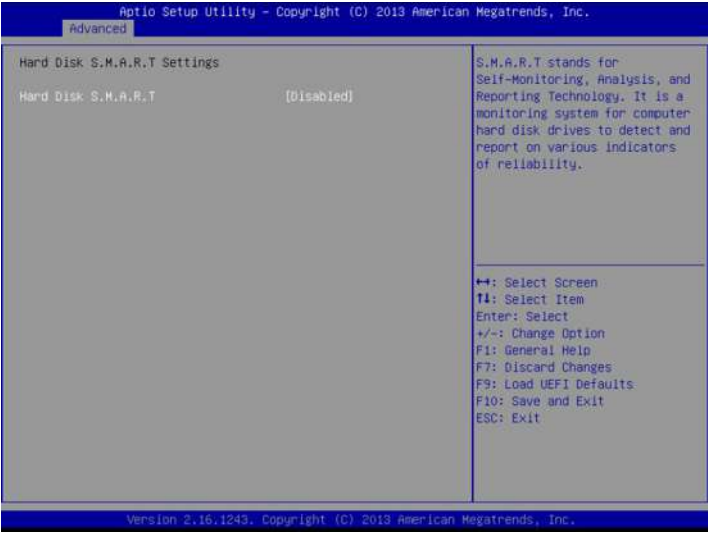 Aptio Setup Utility – Copyright (C) 2013 American Megatrends, Inc.
Advanced
Hard Disk S.M.A.R.T Settings
Hard Disk S.M.A.R.T [Disabled]
S.M.A.R.T stands for
Self-Monitoring, Analysis, and
Reporting Technology. It is a
monitoring system for computer
hard disk drives to detect and
report on various indicators
of reliability.
↔: Select Screen
↑↓: Select Item
Enter: Select
+/-: Change Option
F1: General Help
F7: Discard Changes
F9: Load UEFI Defaults
F10: Save and Exit
ESC: Exit
Version 2.16.1243. Copyright (C) 2013 American Megatrends, Inc.